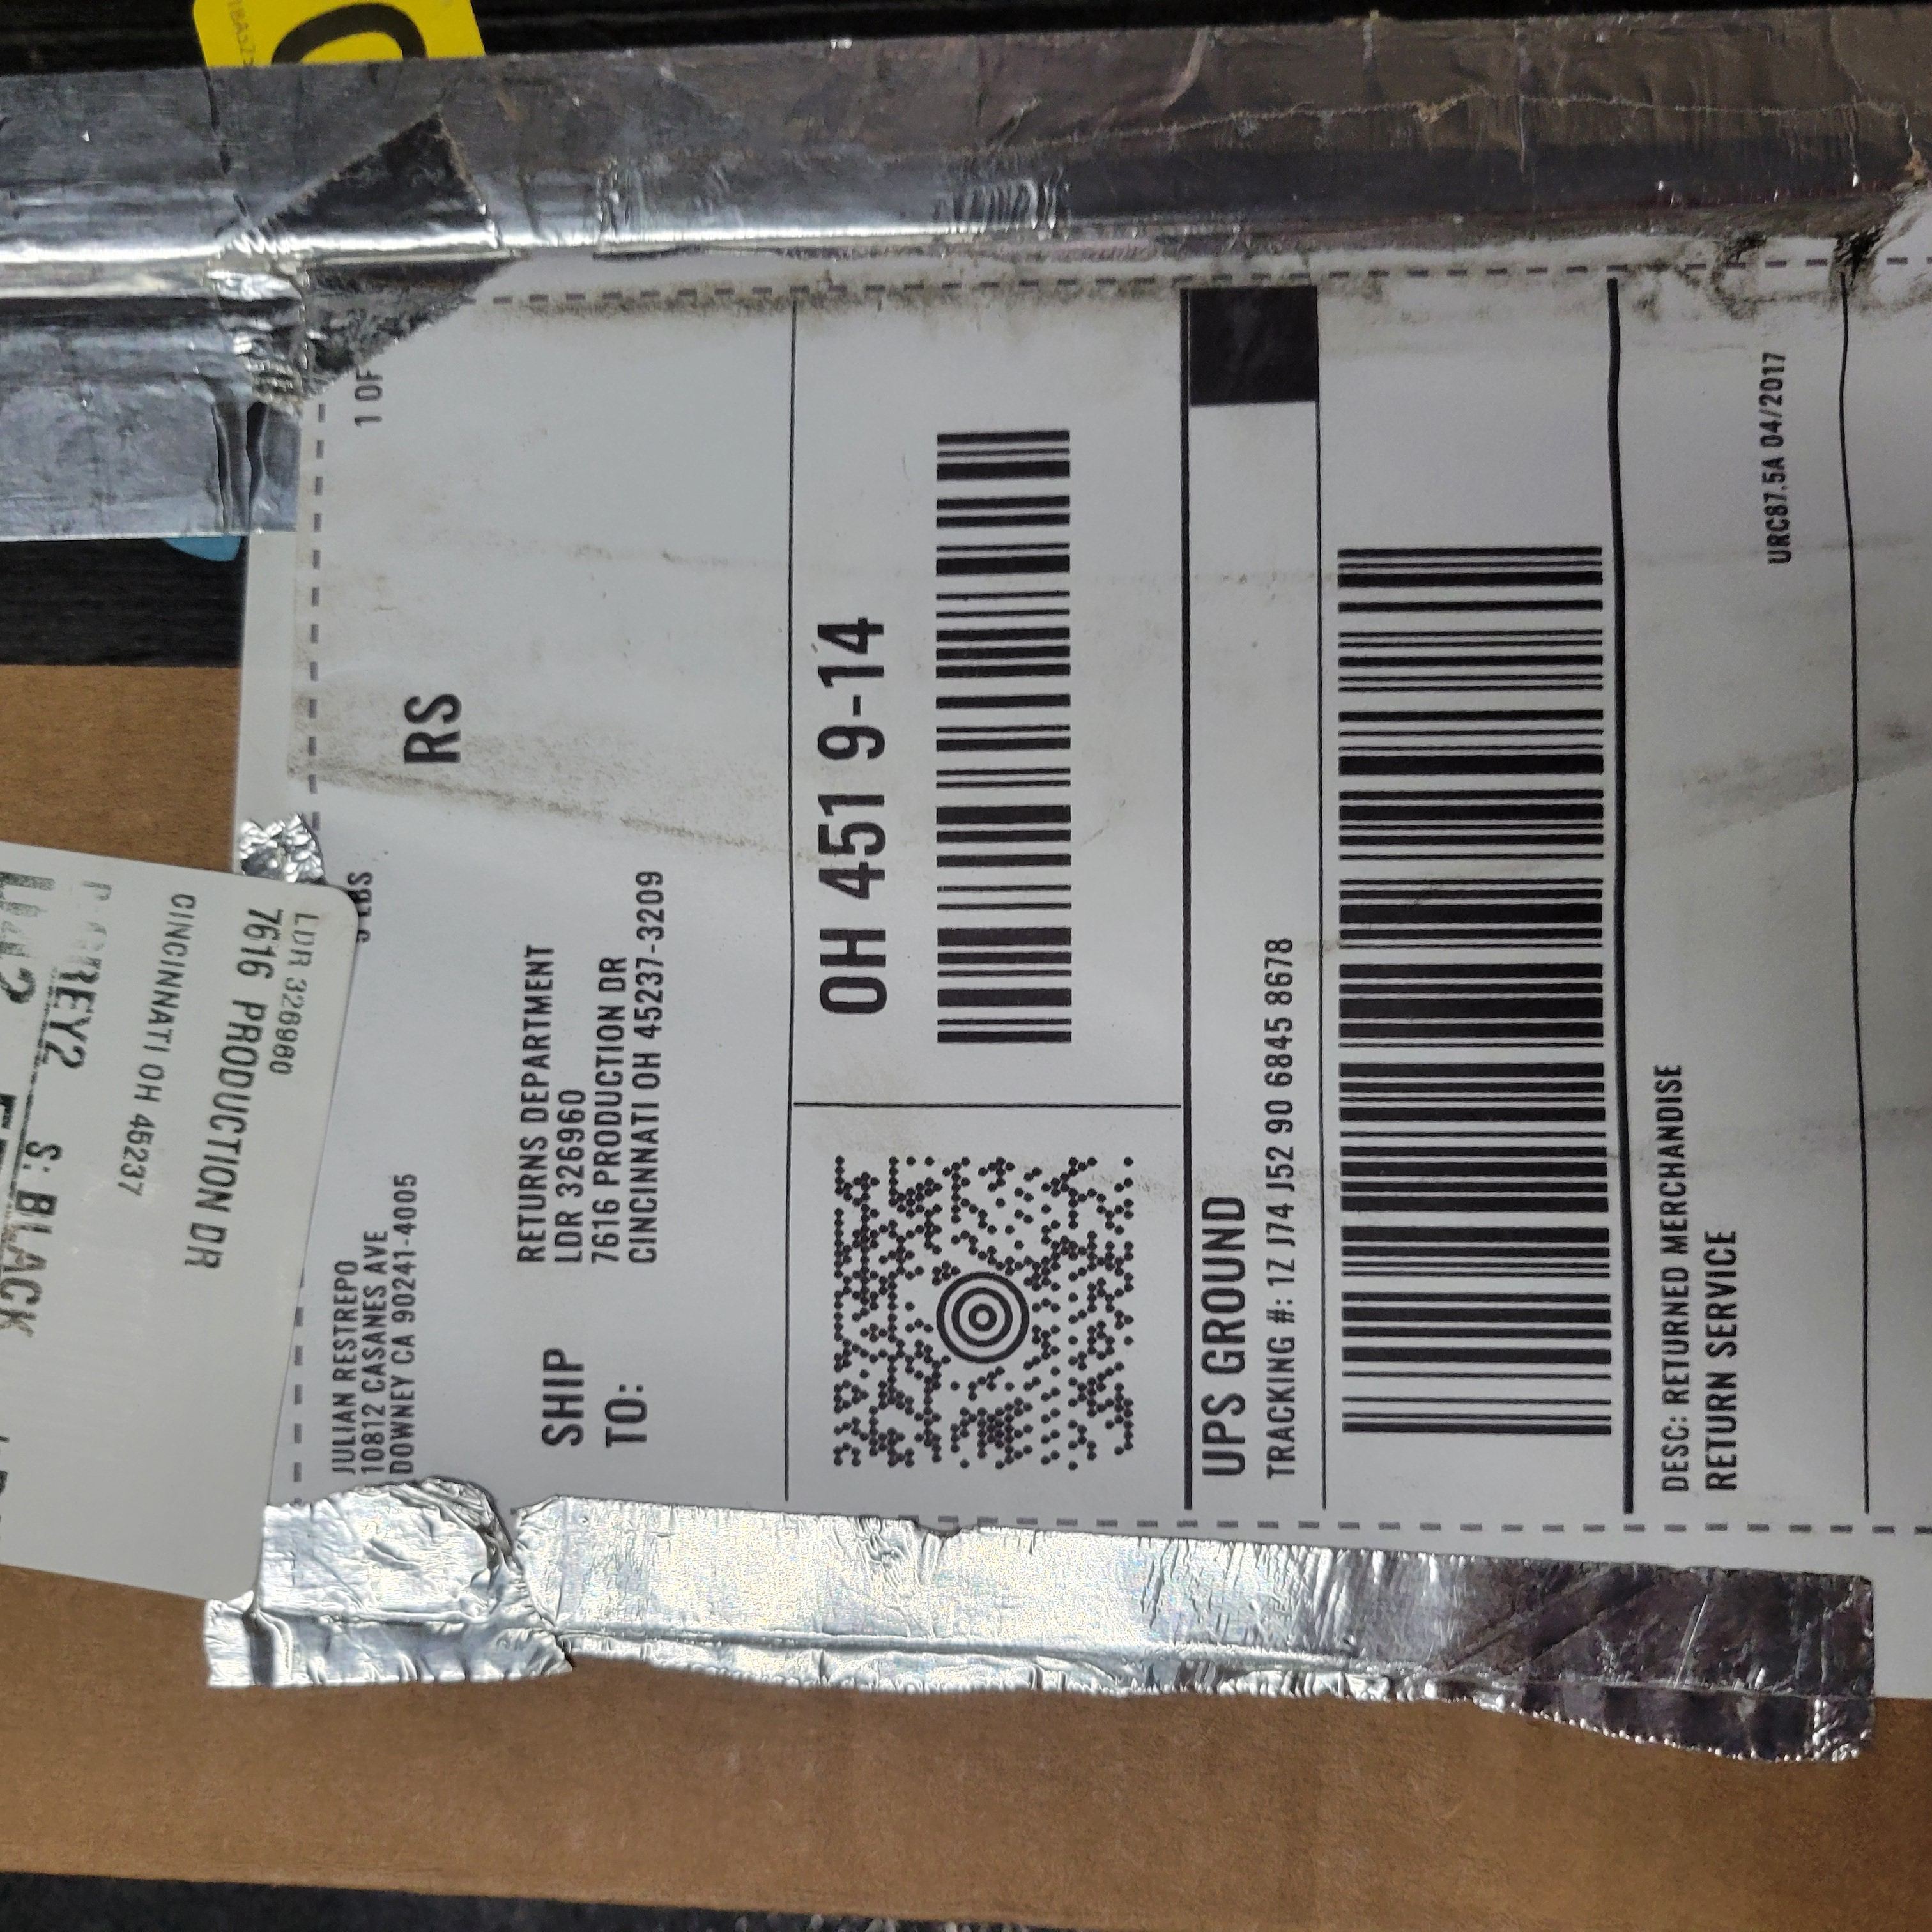 JULIAN RESTREPO
10812 CASANES AVE
DOWNEY CA 90241-4005
LBS
1 OF
RS
SHIP
TO:
RETURNS DEPARTMENT
LDR 326960
7616 PRODUCTION DR
CINCINNATI OH 45237-3209
OH 451 9-14
UPS GROUND
TRACKING #: 1Z J74 J52 90 6845 8678
DESC: RETURNED MERCHANDISE
RETURN SERVICE
URC87.5A 04/2017
LDR 326960
7616 PRODUCTION DR
CINCINNATI OH 45237
S: BLACK